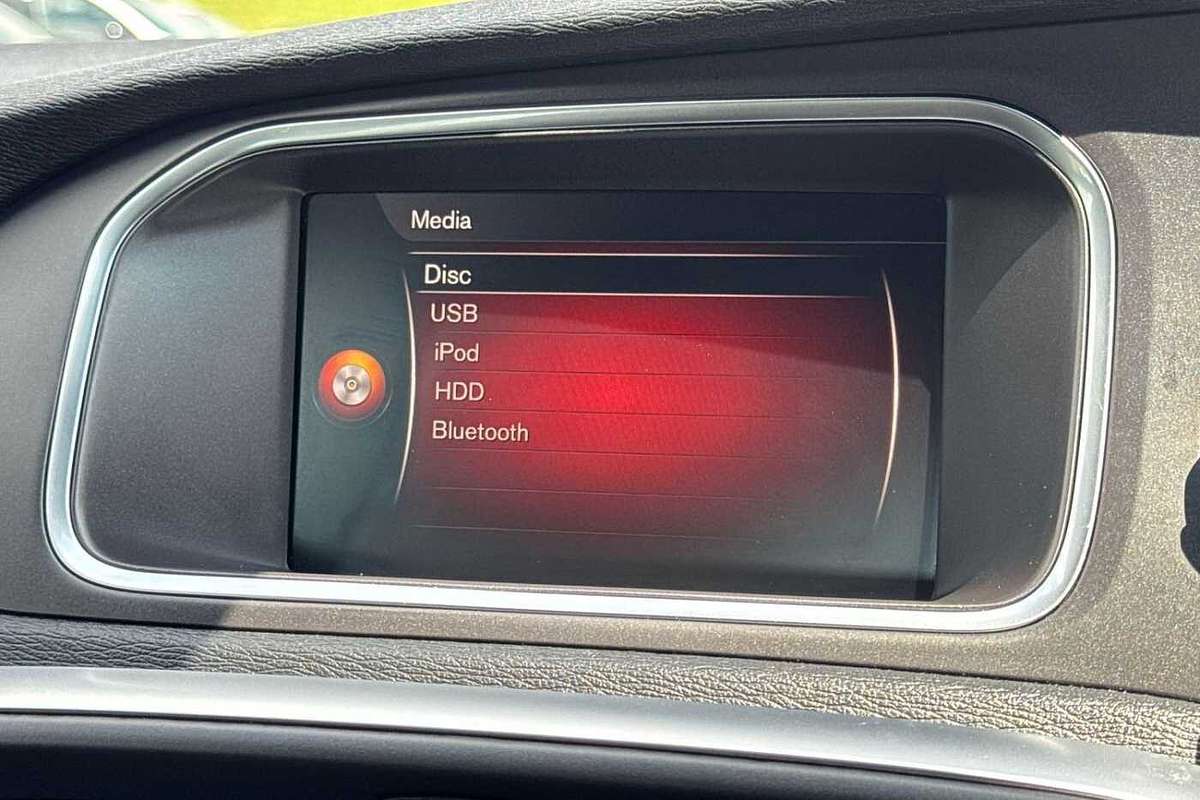 Media
Disc
USB
iPod
HDD
Bluetooth